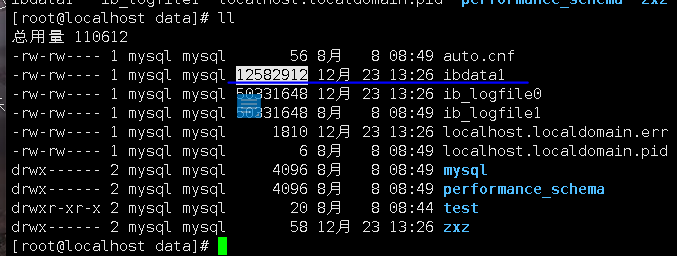 ibdata1 ib_logfile1 localhost.localdomain.pid performance_schema zxz
[root@localhost data]# ll
总用量 110612
-rw-rw---- 1 mysql mysql 56 8月 8 08:49 auto.cnf
-rw-rw---- 1 mysql mysql 12582912 12月 23 13:26 ibdata1
-rw-rw---- 1 mysql mysql 50331648 12月 23 13:26 ib_logfile0
-rw-rw---- 1 mysql mysql 50331648 8月 8 08:49 ib_logfile1
-rw-rw---- 1 mysql mysql 1810 12月 23 13:26 localhost.localdomain.err
-rw-rw---- 1 mysql mysql 6 8月 8 08:49 localhost.localdomain.pid
drwx------ 2 mysql mysql 4096 8月 8 08:49 mysql
drwx------ 2 mysql mysql 4096 8月 8 08:49 performance_schema
drwxr-xr-x 2 mysql mysql 20 8月 8 08:44 test
drwx------ 2 mysql mysql 58 12月 23 13:26 zxz
[root@localhost data]#